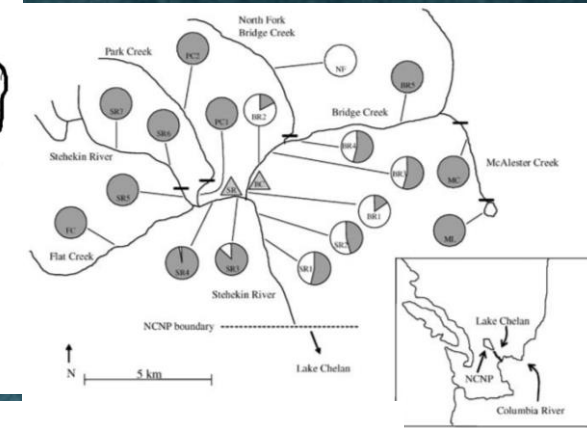 North Fork
Bridge Creek
Park Creek
PC2
NF
BR5
SR7
SR6
PC1
BR2
Bridge Creek
BR4
Stehekin River
BR3
MC
McAlester Creek
SR5
SR
BC
BR1
FC
ML
Flat Creek
SR2
SR4
SR3
SR1
Stehekin River
NCNP boundary
Lake Chelan
N
5 km
Lake Chelan
NCNP
Columbia River